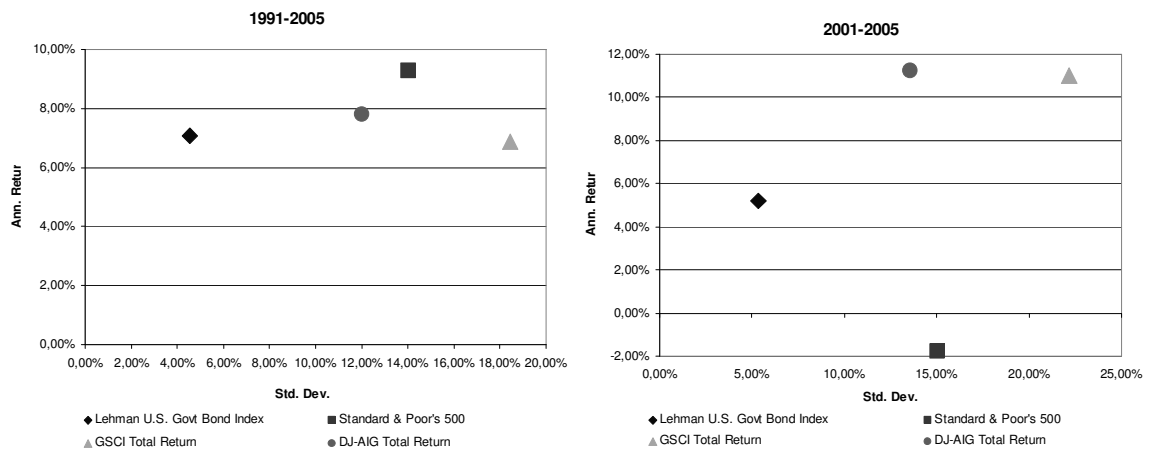 1991-2005
10,00%
8,00%
6,00%
4,00%
2,00%
0,00%
Ann. Retur
0,00% 2,00% 4,00% 6,00% 8,00% 10,00% 12,00% 14,00% 16,00% 18,00% 20,00%
Std. Dev.
Lehman U.S. Govt Bond Index
Standard & Poor's 500
GSCI Total Return
DJ-AIG Total Return
2001-2005
12,00%
10,00%
8,00%
6,00%
4,00%
2,00%
0,00%
-2,00%
Ann. Retur
0,00% 5,00% 10,00% 15,00% 20,00% 25,00%
Std. Dev.
Lehman U.S. Govt Bond Index
Standard & Poor's 500
GSCI Total Return
DJ-AIG Total Return